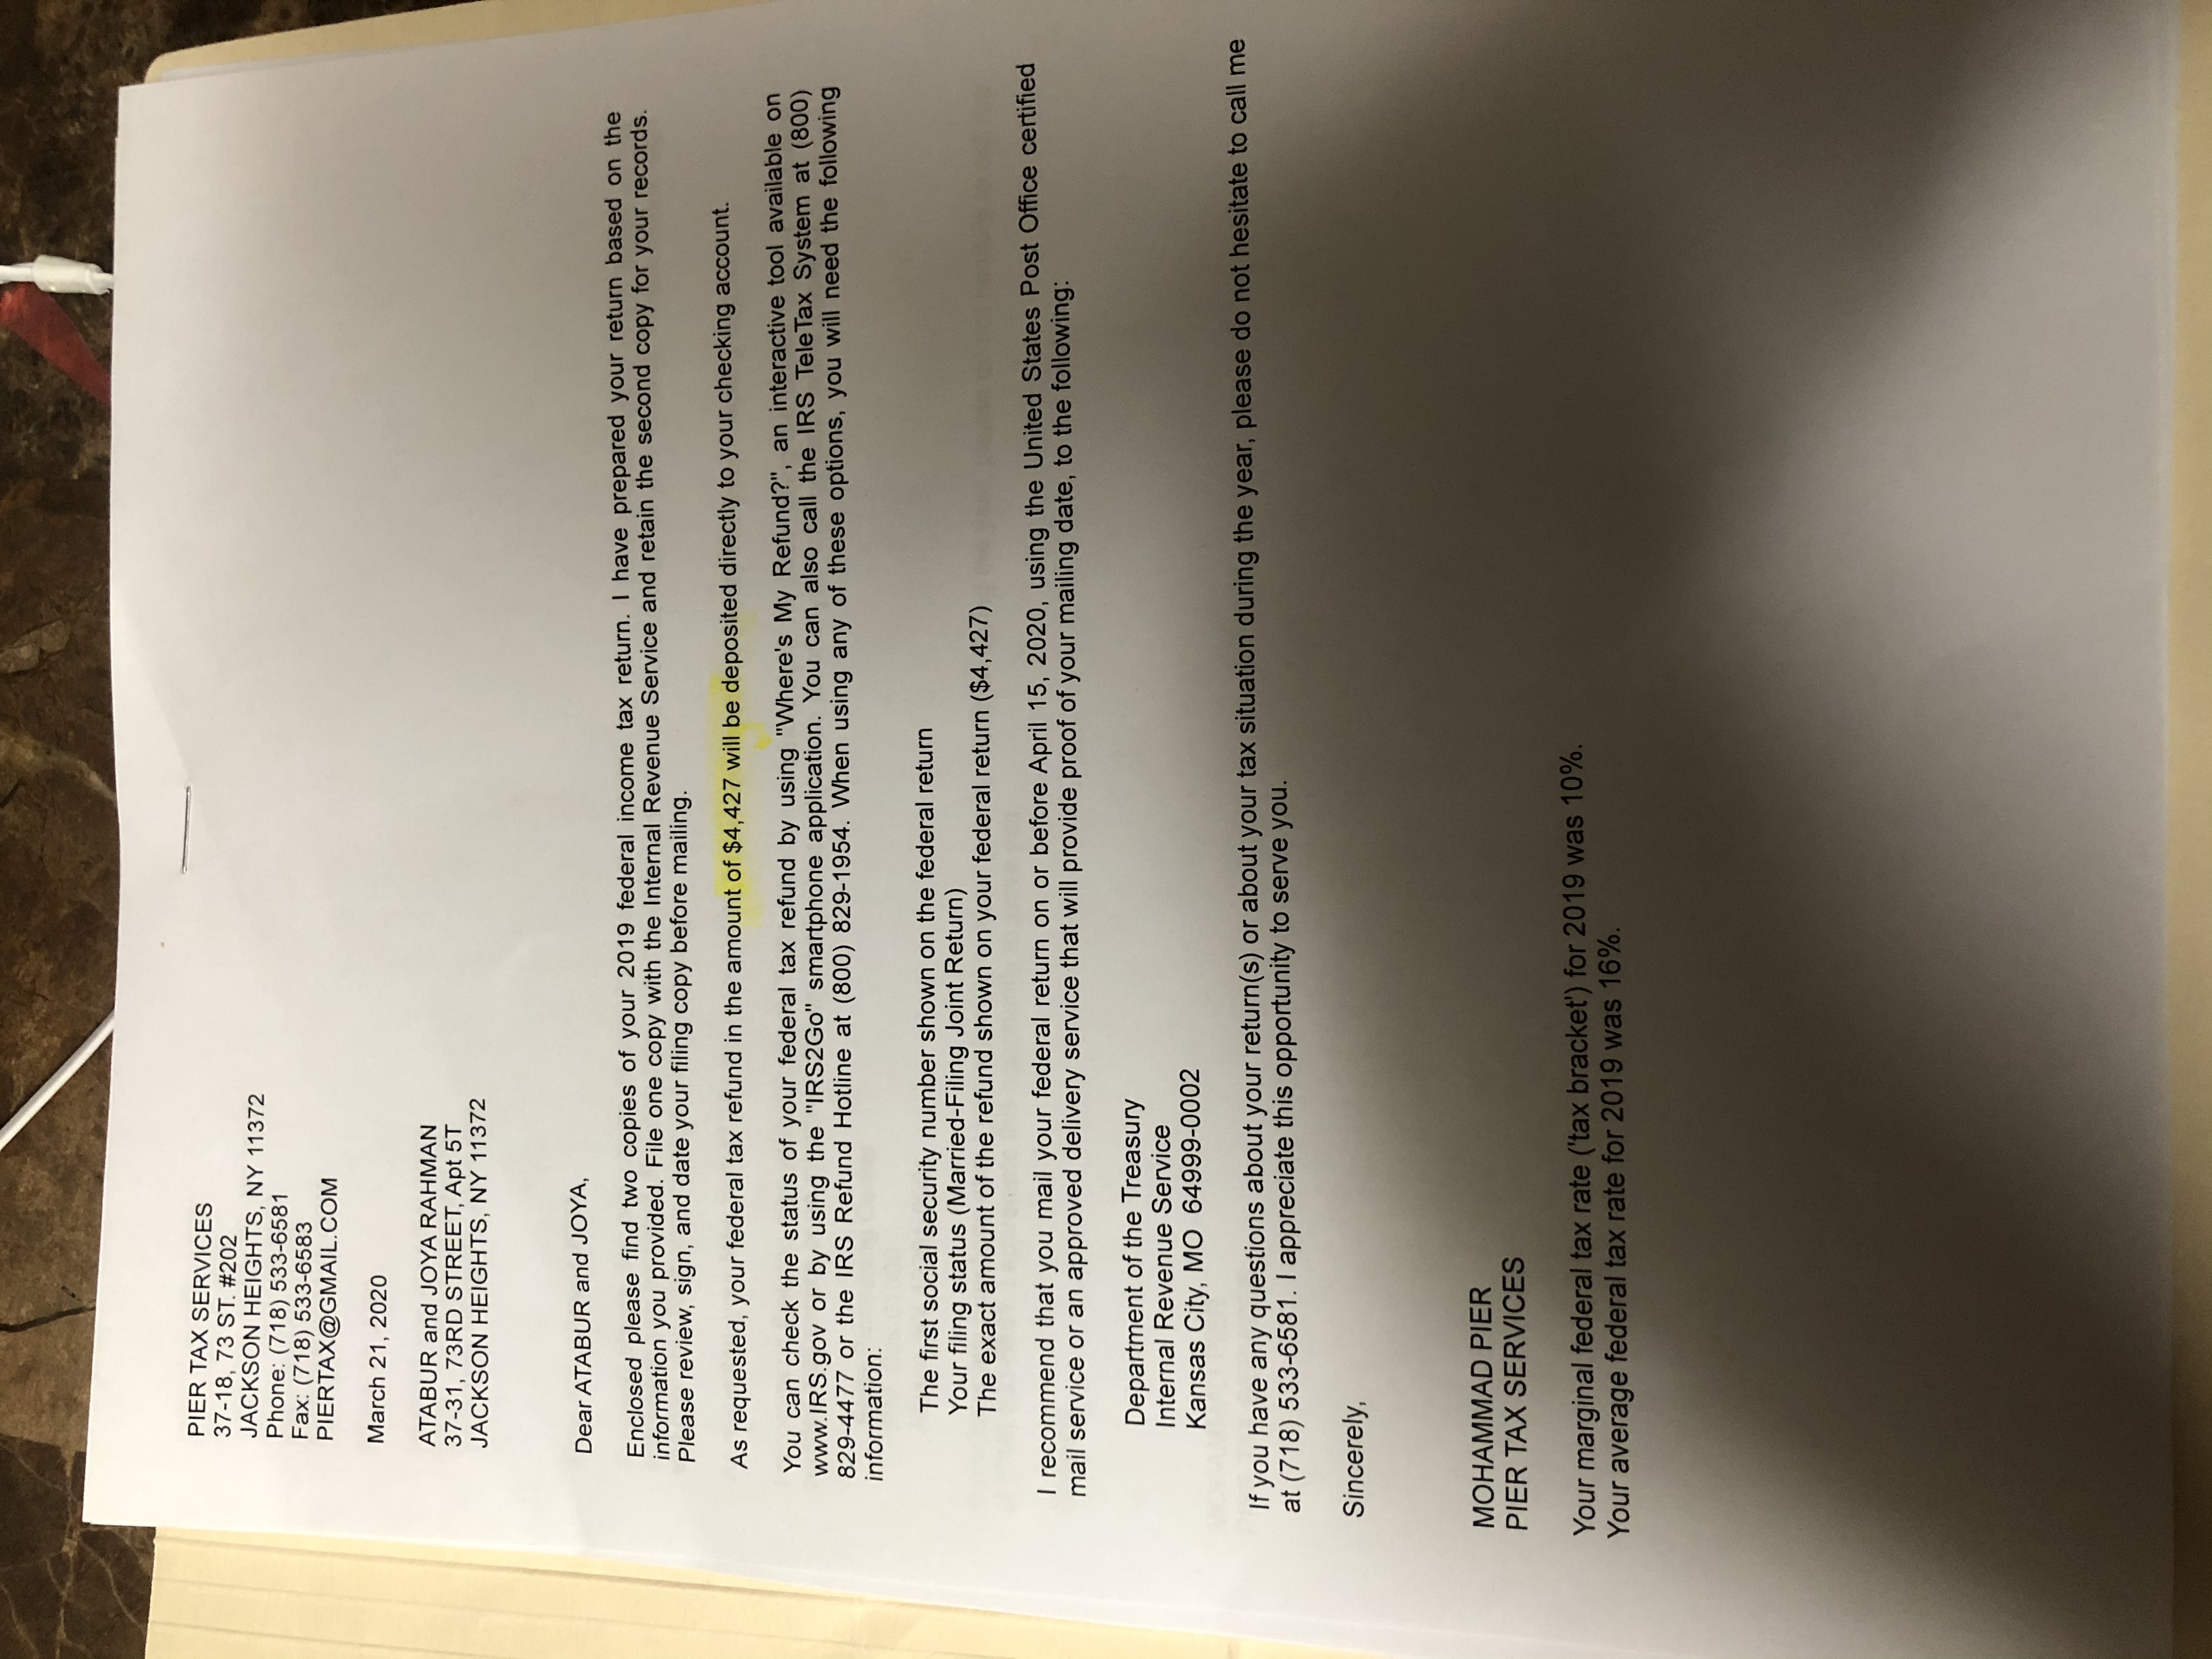 PIER TAX SERVICES
37-18, 73 ST. #202
JACKSON HEIGHTS, NY 11372
Phone: (718) 533-6581
Fax: (718) 533-6583
PIERTAX@GMAIL.COM
March 21, 2020
ATABUR and JOYA RAHMAN
37-31, 73RD STREET, Apt 5T
JACKSON HEIGHTS, NY 11372
Dear ATABUR and JOYA,
Enclosed please find two copies of your 2019 federal income tax return. I have prepared your return based on the
information you provided. File one copy with the Internal Revenue Service and retain the second copy for your records.
Please review, sign, and date your filing copy before mailing.
As requested, your federal tax refund in the amount of $4,427 will be deposited directly to your checking account.
You can check the status of your federal tax refund by using "Where's My Refund?", an interactive tool available on
www.IRS.gov or by using the "IRS2Go" smartphone application. You can also call the IRS TeleTax System at (800)
829-4477 or the IRS Refund Hotline at (800) 829-1954. When using any of these options, you will need the following
information:
The first social security number shown on the federal return
Your filing status (Married-Filing Joint Return)
The exact amount of the refund shown on your federal return ($4,427)
I recommend that you mail your federal return on or before April 15, 2020, using the United States Post Office certified
mail service or an approved delivery service that will provide proof of your mailing date, to the following:
Department of the Treasury
Internal Revenue Service
Kansas City, MO 64999-0002
If you have any questions about your return(s) or about your tax situation during the year, please do not hesitate to call me
at (718) 533-6581. I appreciate this opportunity to serve you.
Sincerely,
MOHAMMAD PIER
PIER TAX SERVICES
Your marginal federal tax rate ('tax bracket') for 2019 was 10%.
Your average federal tax rate for 2019 was 16%.